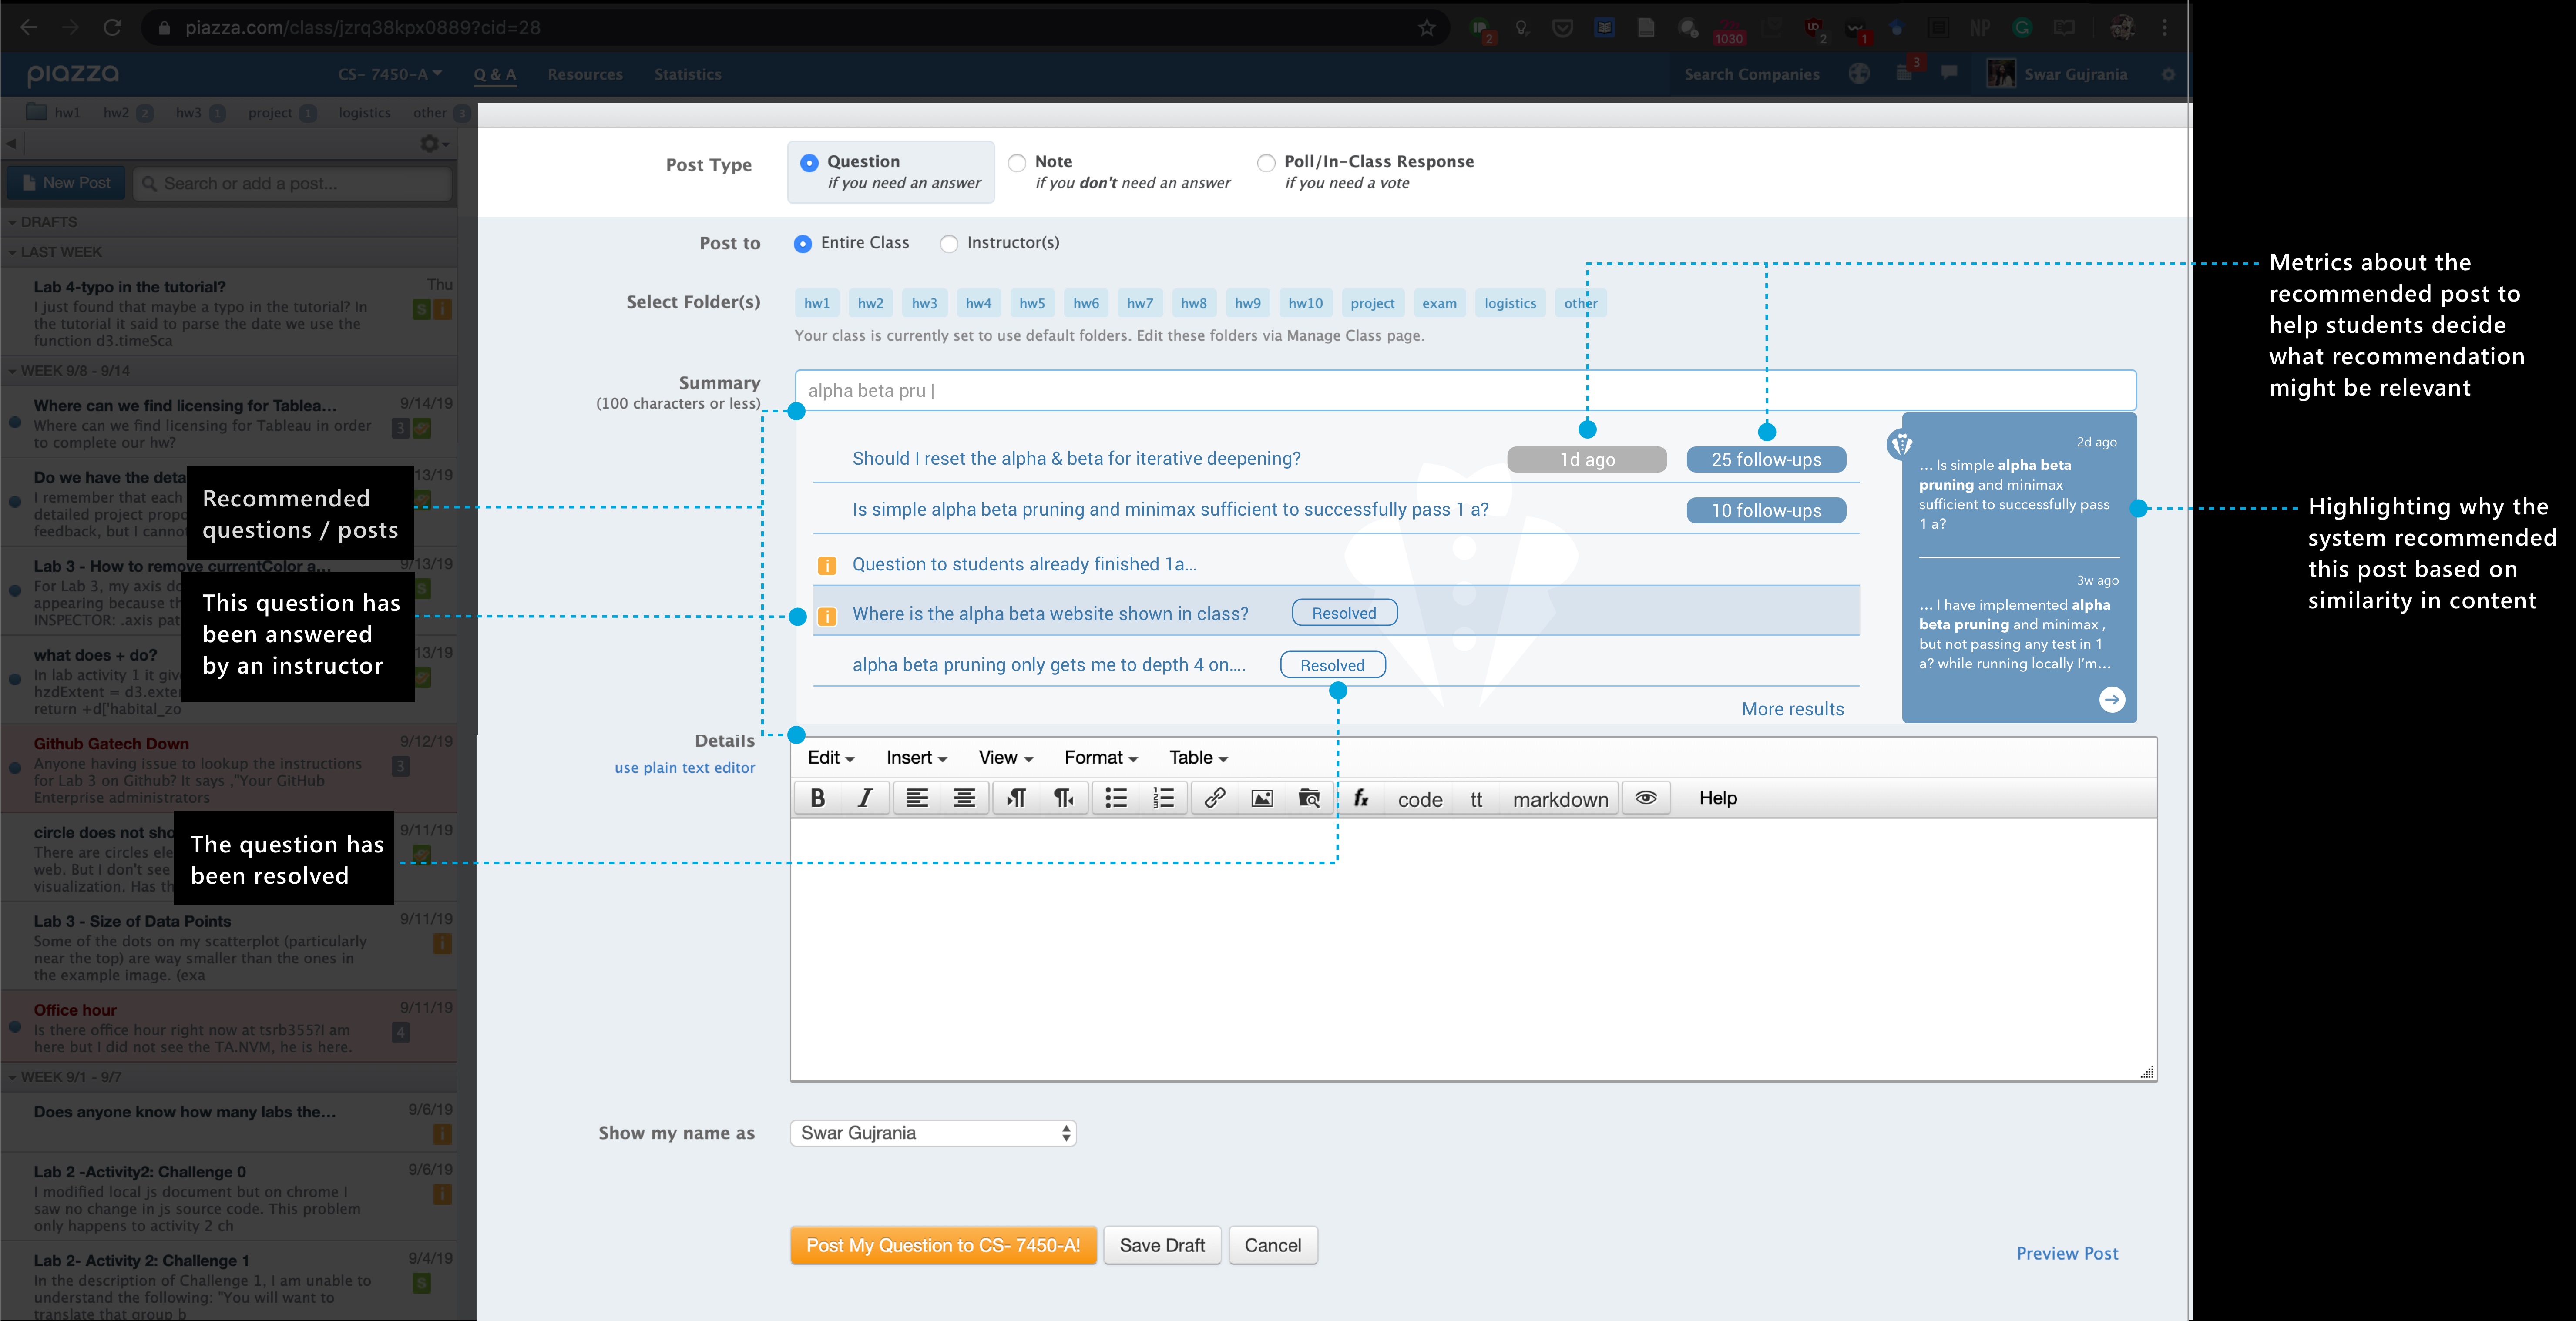 piazza.com/class/jzrq38kpx0889?cid=28
2
1030
2
1
NP
piazza
CS- 7450-A
Q & A
Resources
Statistics
Search Companies
3
Swar Gujrania
hw1
hw2 2
hw3 1
project 1
logistics
other 3
New Post
Search or add a post...
DRAFTS
LAST WEEK
Lab 4-typo in the tutorial?
Thu
I just found that maybe a typo in the tutorial? In
the tutorial it said to parse the date we use the
function d3.timeSca
s i
WEEK 9/8 - 9/14
Where can we find licensing for Tablea...
9/14/19
Where can we find licensing for Tableau in order
to complete our hw?
3
Do we have the deta
13/19
I remember that each
detailed project propo
feedback, but I canno
Lab 3 - How to remove currentColor a...
13/19
For Lab 3, my axis do
appearing because th
INSPECTOR: .axis pat
s
what does + do?
13/19
In lab activity 1 it giv
hzdExtent = d3.exter
return +d['habital_zo
Github Gatech Down
9/12/19
Anyone having issue to lookup the instructions
for Lab 3 on Github? It says ,"Your GitHub
Enterprise administrators
3
circle does not sho
9/11/19
There are circles ele
web. But I don't see
visualization. Has th
Lab 3 - Size of Data Points
9/11/19
Some of the dots on my scatterplot (particularly
near the top) are way smaller than the ones in
the example image. (exa
i
Office hour
9/11/19
Is there office hour right now at tsrb355?I am
here but I did not see the TA.NVM, he is here.
4
WEEK 9/1 - 9/7
Does anyone know how many labs the...
9/6/19
i
Lab 2 -Activity2: Challenge 0
9/6/19
I modified local js document but on chrome I
saw no change in js source code. This problem
only happens to activity 2 ch
i
Lab 2- Activity 2: Challenge 1
9/4/19
In the description of Challenge 1, I am unable to
understand the following: "You will want to
translate that group b
s
Recommended
questions / posts
This question has
been answered
by an instructor
The question has
been resolved
Post Type
Question
if you need an answer
Note
if you don't need an answer
Poll/In-Class Response
if you need a vote
Post to
Entire Class
Instructor(s)
Select Folder(s)
hw1 hw2 hw3 hw4 hw5 hw6 hw7 hw8 hw9 hw10 project exam logistics other
Your class is currently set to use default folders. Edit these folders via Manage Class page.
Summary
(100 characters or less)
alpha beta pru |
Should I reset the alpha & beta for iterative deepening?
1d ago
25 follow-ups
Is simple alpha beta pruning and minimax sufficient to successfully pass 1 a?
10 follow-ups
i Question to students already finished 1a...
i Where is the alpha beta website shown in class?
Resolved
alpha beta pruning only gets me to depth 4 on....
Resolved
More results
2d ago
... Is simple alpha beta
pruning and minimax
sufficient to successfully pass
1 a?
3w ago
... I have implemented alpha
beta pruning and minimax ,
but not passing any test in 1
a? while running locally I'm...
Details
use plain text editor
Edit Insert View Format Table
B I fx code tt markdown Help
Show my name as
Swar Gujrania
Post My Question to CS- 7450-A!
Save Draft
Cancel
Preview Post
Metrics about the
recommended post to
help students decide
what recommendation
might be relevant
Highlighting why the
system recommended
this post based on
similarity in content